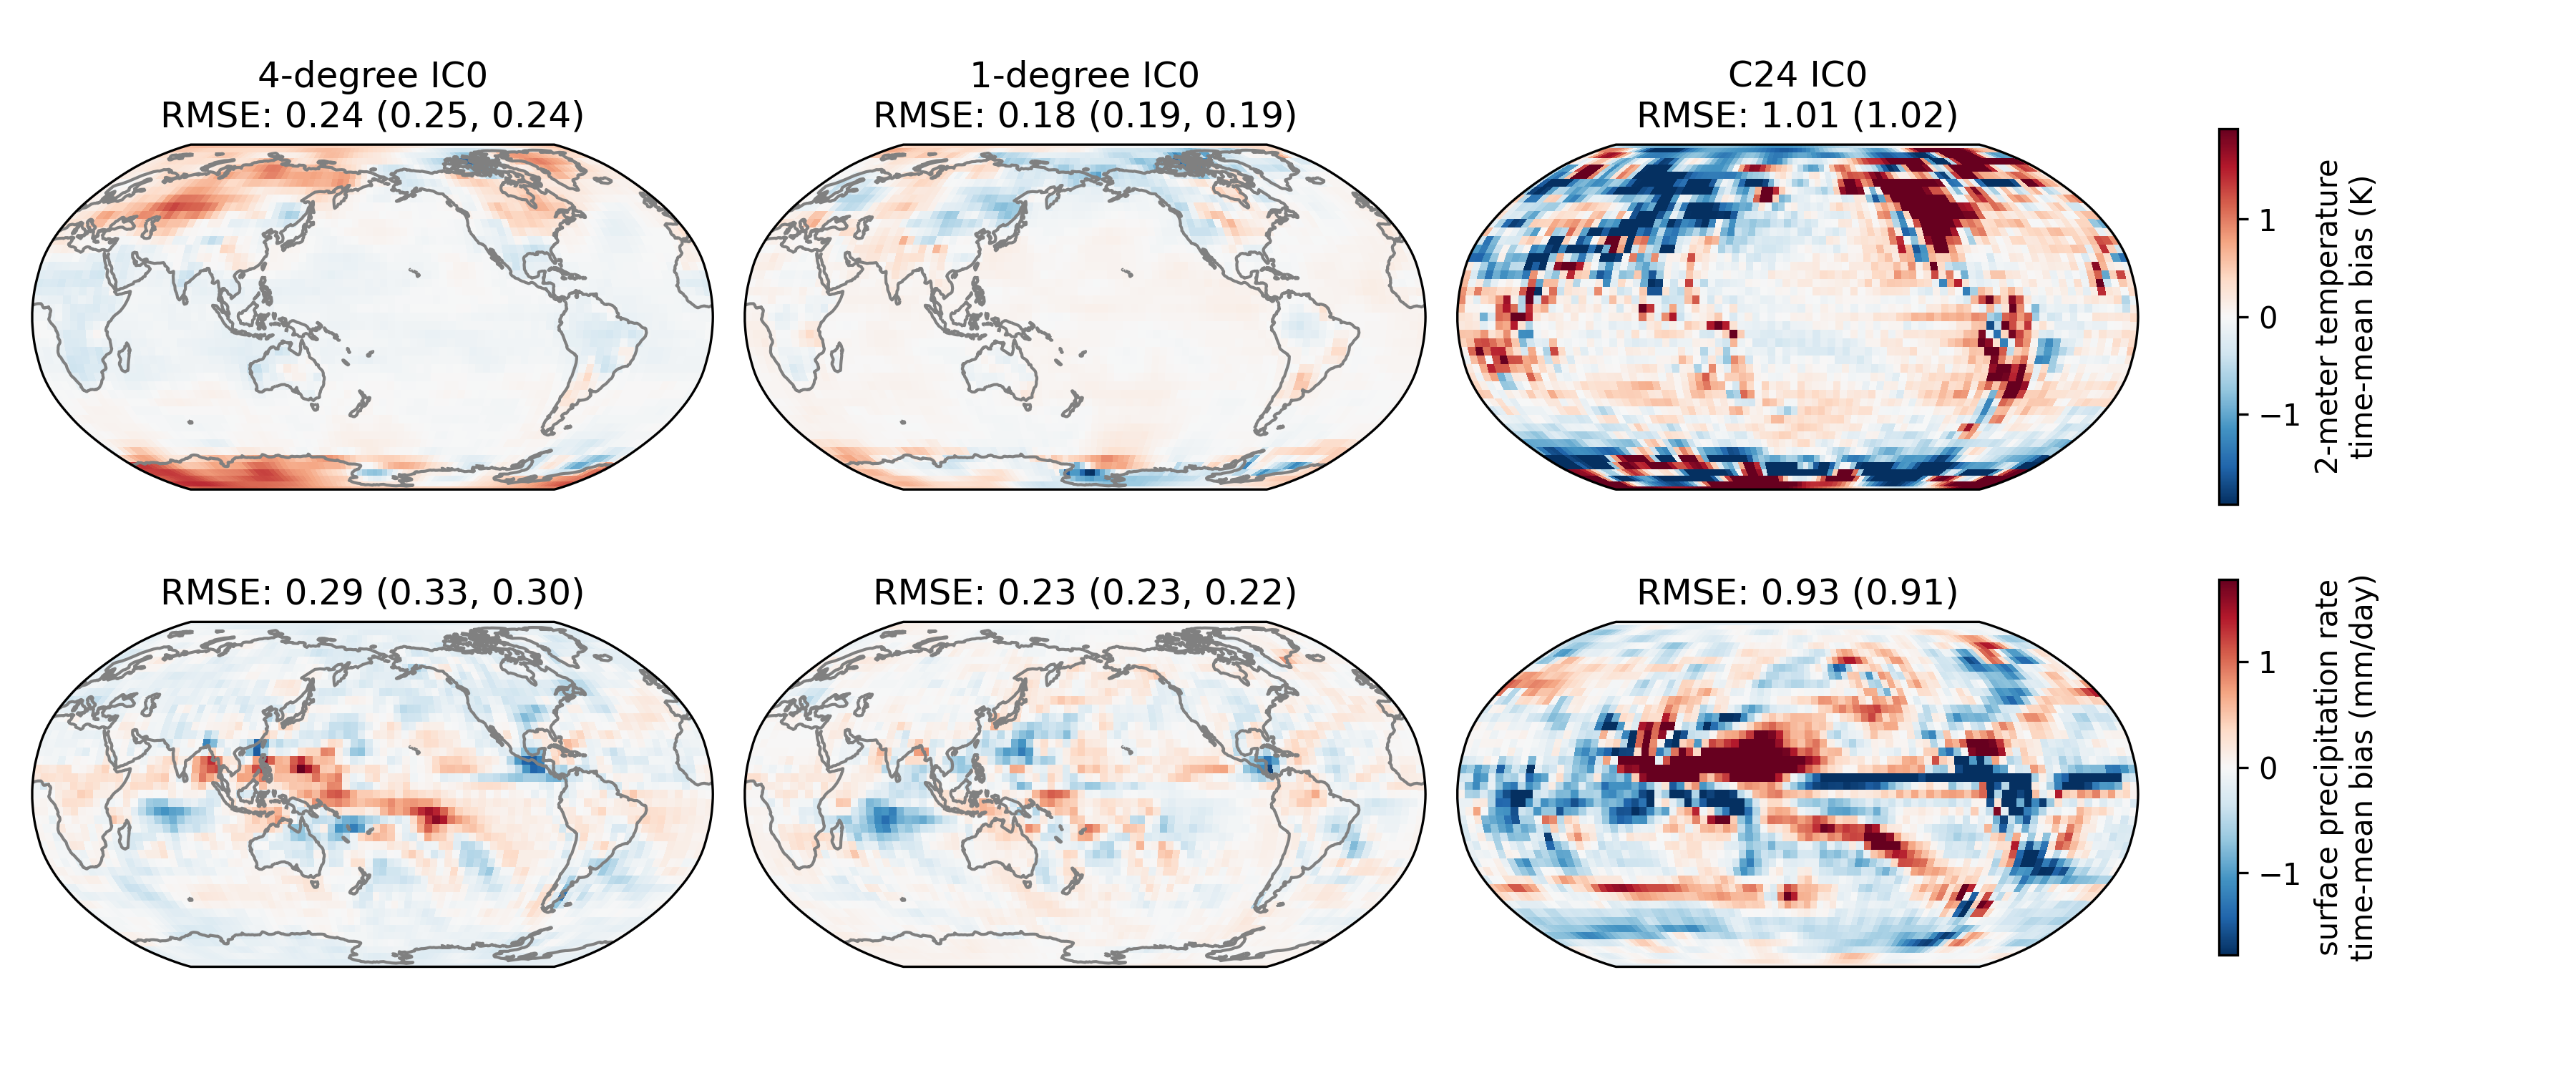 4-degree IC0
RMSE: 0.24 (0.25, 0.24)
1-degree IC0
RMSE: 0.18 (0.19, 0.19)
C24 IC0
RMSE: 1.01 (1.02)
1
0
−1
2-meter temperature
time-mean bias (K)
RMSE: 0.29 (0.33, 0.30)
RMSE: 0.23 (0.23, 0.22)
RMSE: 0.93 (0.91)
1
0
−1
surface precipitation rate
time-mean bias (mm/day)